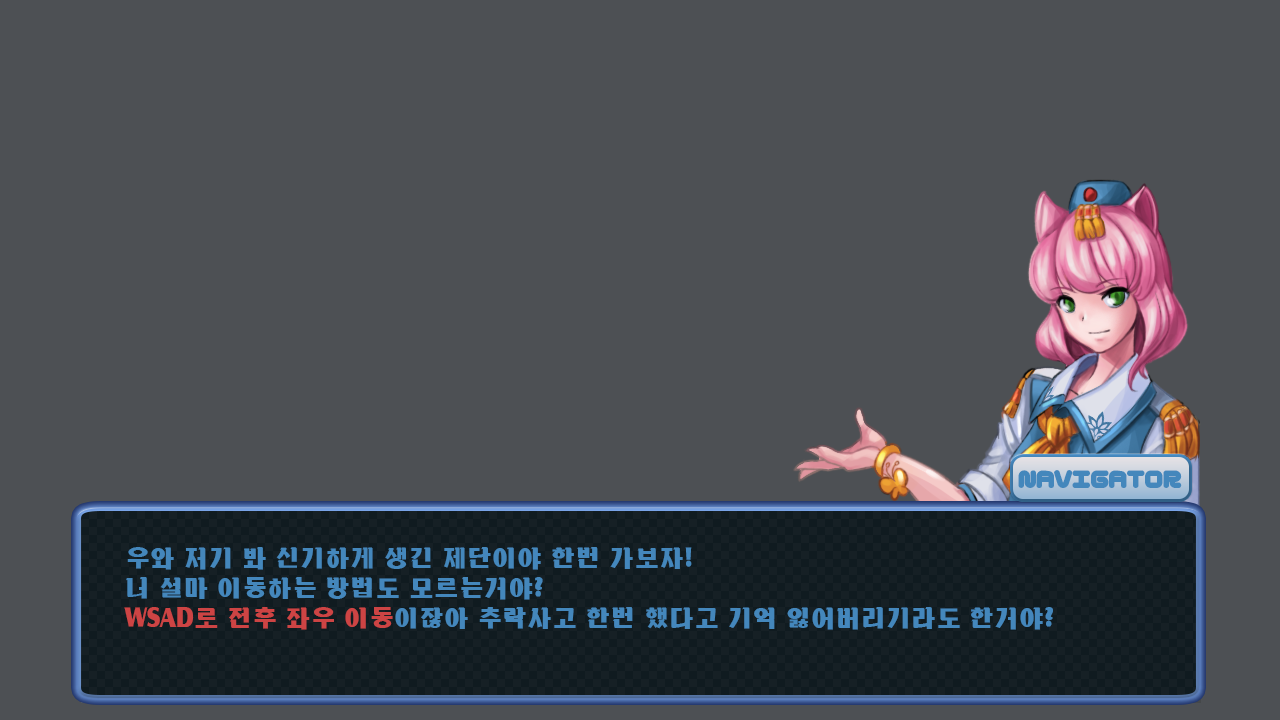 NAVIGATOR
우와 저기 봐 신기하게 생긴 제단이야 한번 가보자!
너 설마 이동하는 방법도 모르는거야?
WSAD로 전후 좌우 이동이잖아 추락사고 한번 했다고 기억 잃어버리기라도 한거야?